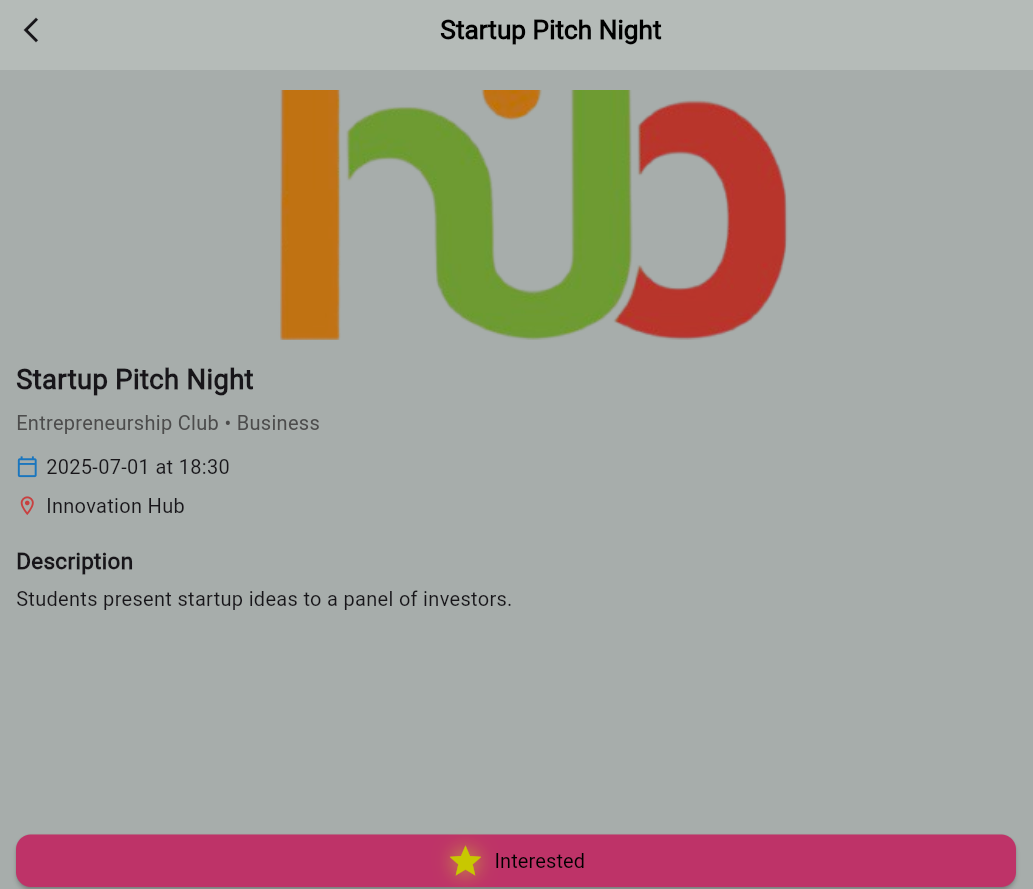 Startup Pitch Night
hub
Startup Pitch Night
Entrepreneurship Club • Business
2025-07-01 at 18:30
Innovation Hub
Description
Students present startup ideas to a panel of investors.
Interested